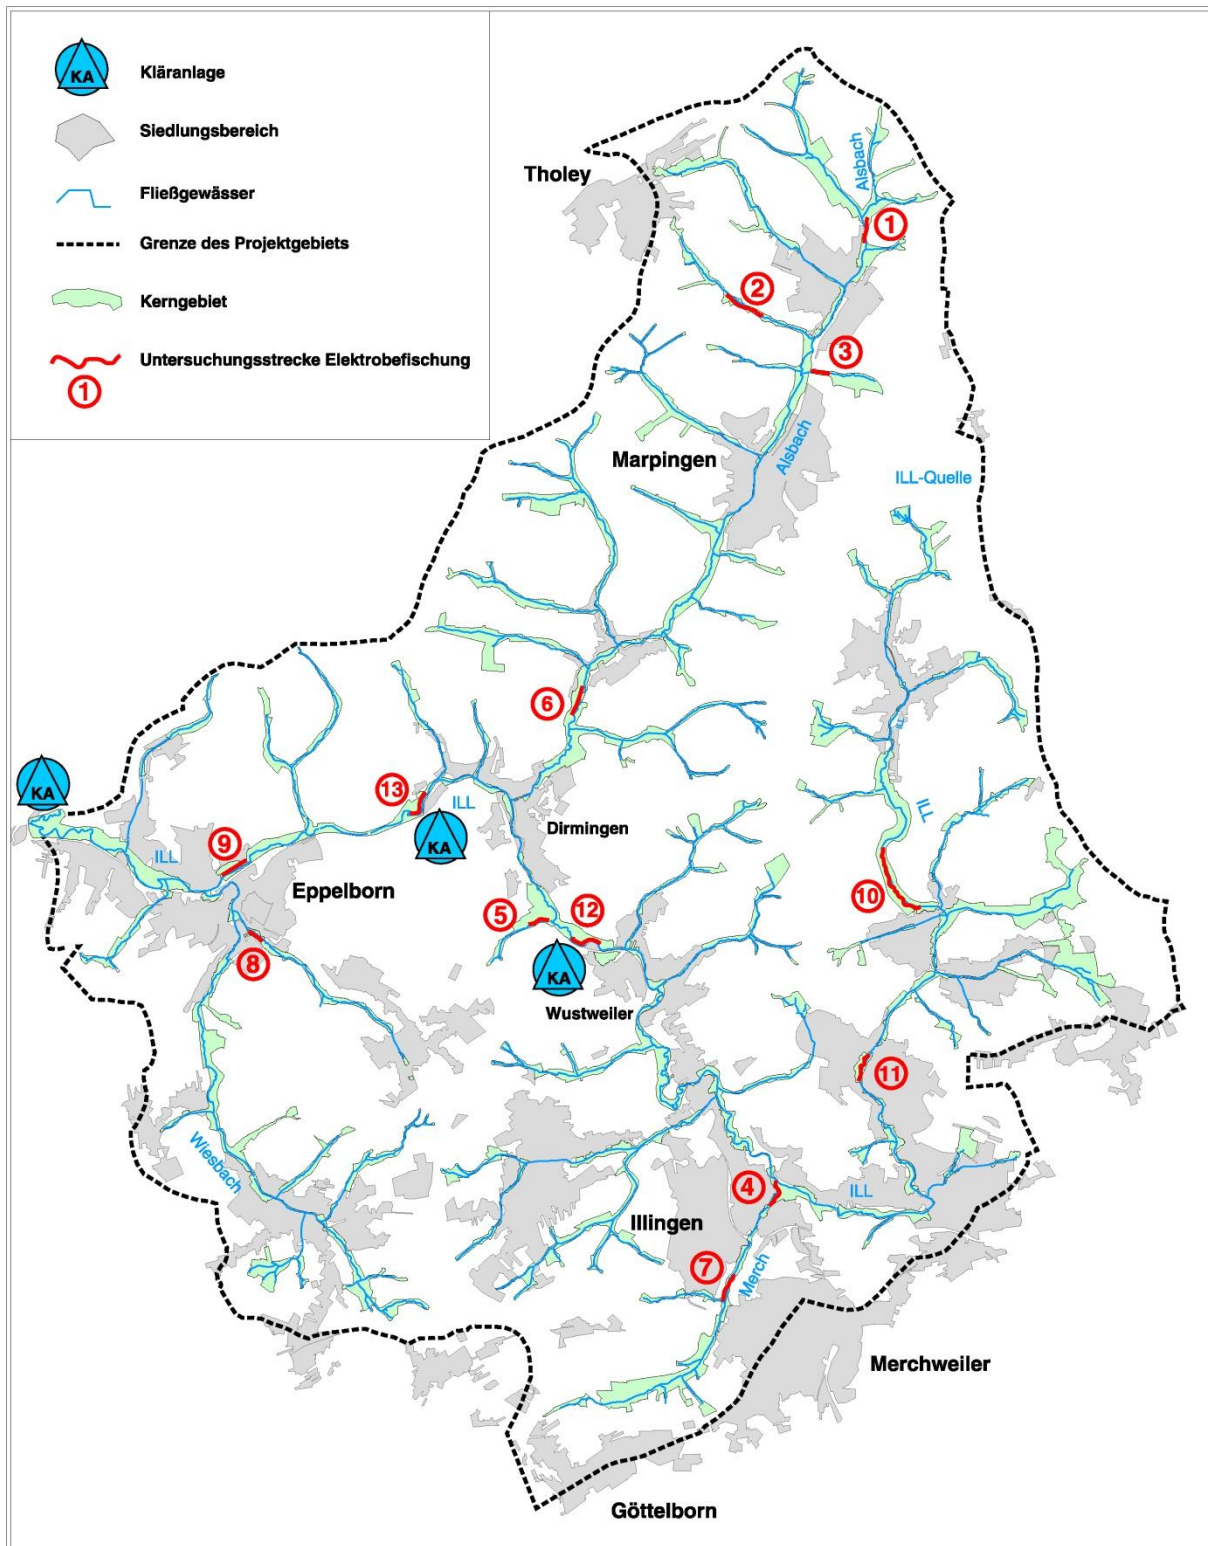 KA
Kläranlage
Siedlungsbereich
Fließgewässer
Grenze des Projektgebiets
Kerngebiet
Untersuchungsstrecke Elektrobefischung
1
Tholey
Alsbach
1
2
3
Marpingen
Alsbach
ILL-Quelle
6
ILL
KA
13
ILL
KA
Dirmingen
ILL
9
ILL
Eppelborn
10
5
12
8
KA
Wustweiler
11
Wiesbach
4
ILL
Illingen
7
Merch
Merchweiler
Göttelborn